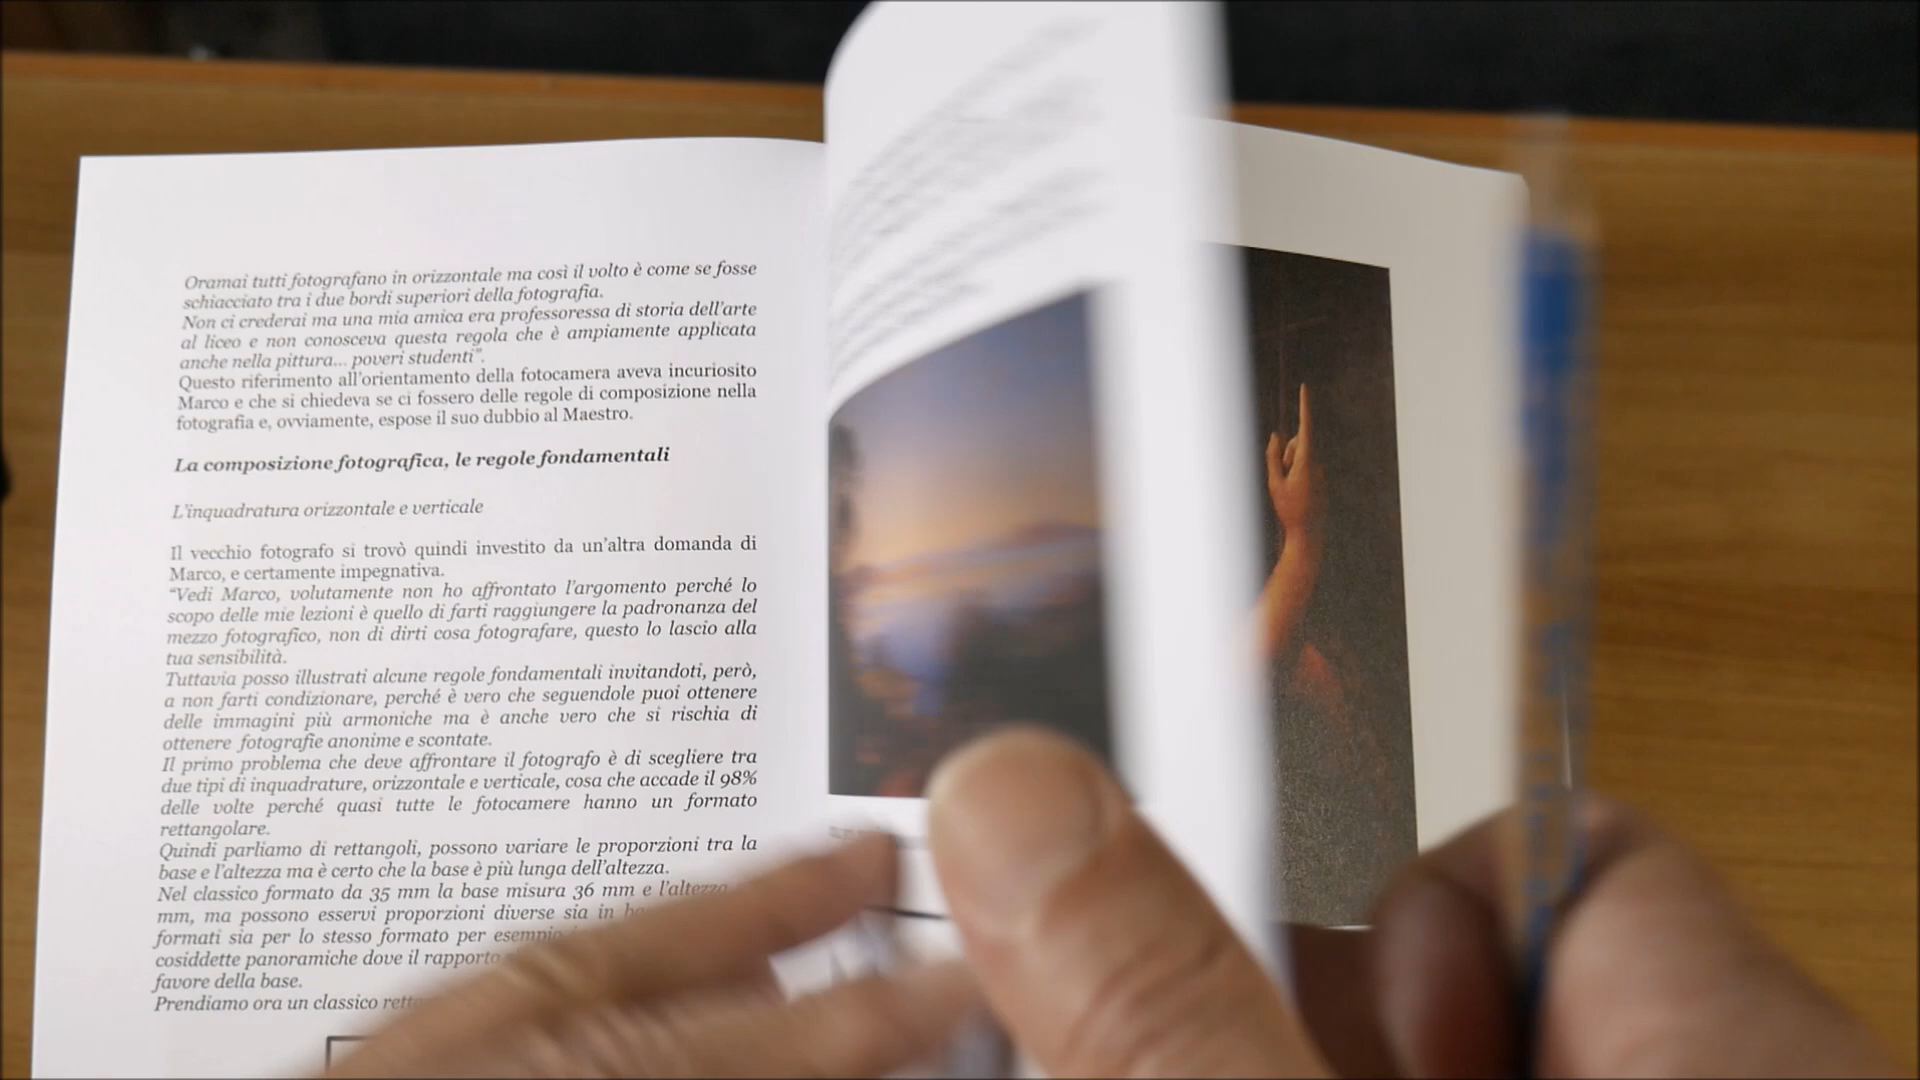 Oramai tutti fotografano in orizzontale ma così il volto è come se fosse
schiacciato tra i due bordi superiori della fotografia.
Non ci crederai ma una mia amica era professoressa di storia dell'arte
al liceo e non conosceva questa regola che è ampiamente applicata
anche nella pittura... poveri studenti".
Questo riferimento all'orientamento della fotocamera aveva incuriosito
Marco e che si chiedeva se ci fossero delle regole di composizione nella
fotografia e, ovviamente, espose il suo dubbio al Maestro.
La composizione fotografica, le regole fondamentali
L'inquadratura orizzontale e verticale
Il vecchio fotografo si trovò quindi investito da un'altra domanda di
Marco, e certamente impegnativa.
"Vedi Marco, volutamente non ho affrontato l'argomento perché lo
scopo delle mie lezioni è quello di farti raggiungere la padronanza del
mezzo fotografico, non di dirti cosa fotografare, questo lo lascio alla
tua sensibilità.
Tuttavia posso illustrati alcune regole fondamentali invitandoti, però,
a non farti condizionare, perché è vero che seguendole puoi ottenere
delle immagini più armoniche ma è anche vero che si rischia di
ottenere fotografie anonime e scontate.
Il primo problema che deve affrontare il fotografo è di scegliere tra
due tipi di inquadrature, orizzontale e verticale, cosa che accade il 98%
delle volte perché quasi tutte le fotocamere hanno un formato
rettangolare.
Quindi parliamo di rettangoli, possono variare le proporzioni tra la
base e l'altezza ma è certo che la base è più lunga dell'altezza.
Nel classico formato da 35 mm la base misura 36 mm e l'altezza
mm, ma possono esservi proporzioni diverse sia in
formati sia per lo stesso formato per esempio
cosiddette panoramiche dove il rapporto
favore della base.
Prendiamo ora un classico